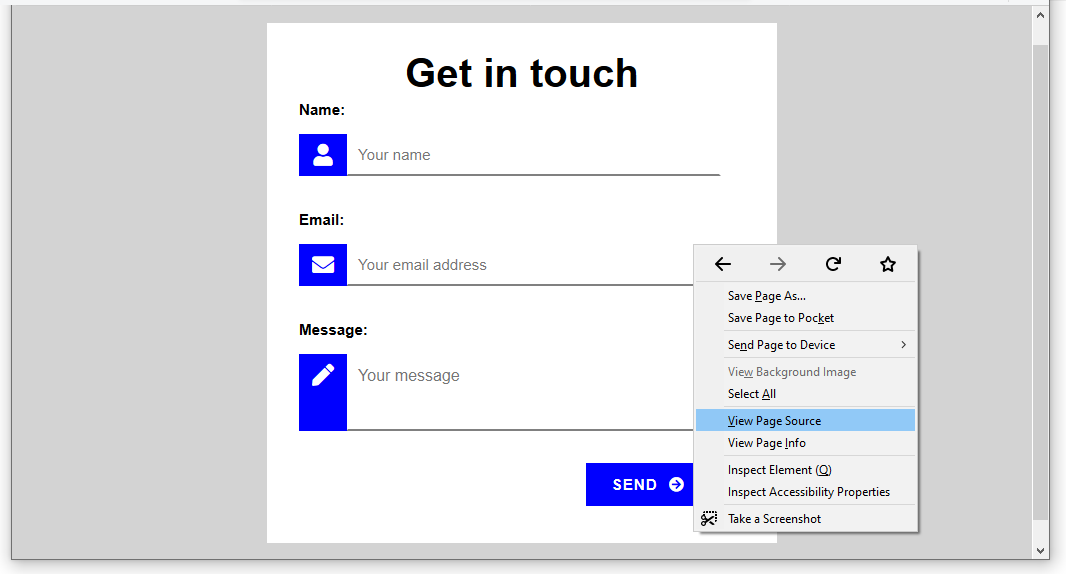 Get in touch
Name:
Your name
Email:
Your email address
Message:
Your message
SEND
Save Page As...
Save Page to Pocket
Send Page to Device
View Background Image
Select All
View Page Source
View Page Info
Inspect Element (Q)
Inspect Accessibility Properties
Take a Screenshot